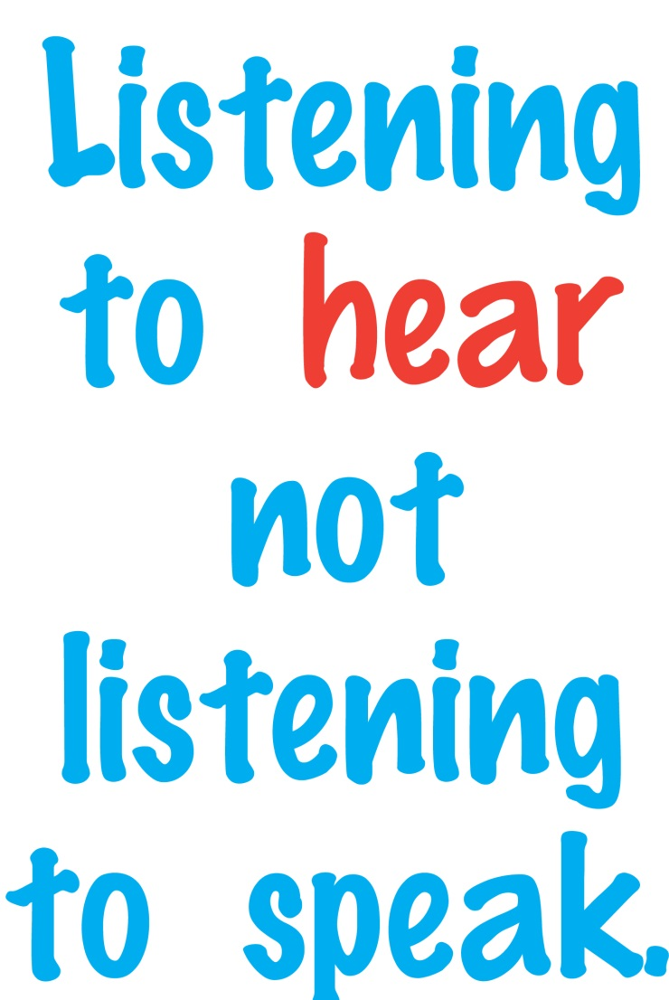 Listening
to hear
not
listening
to speak.